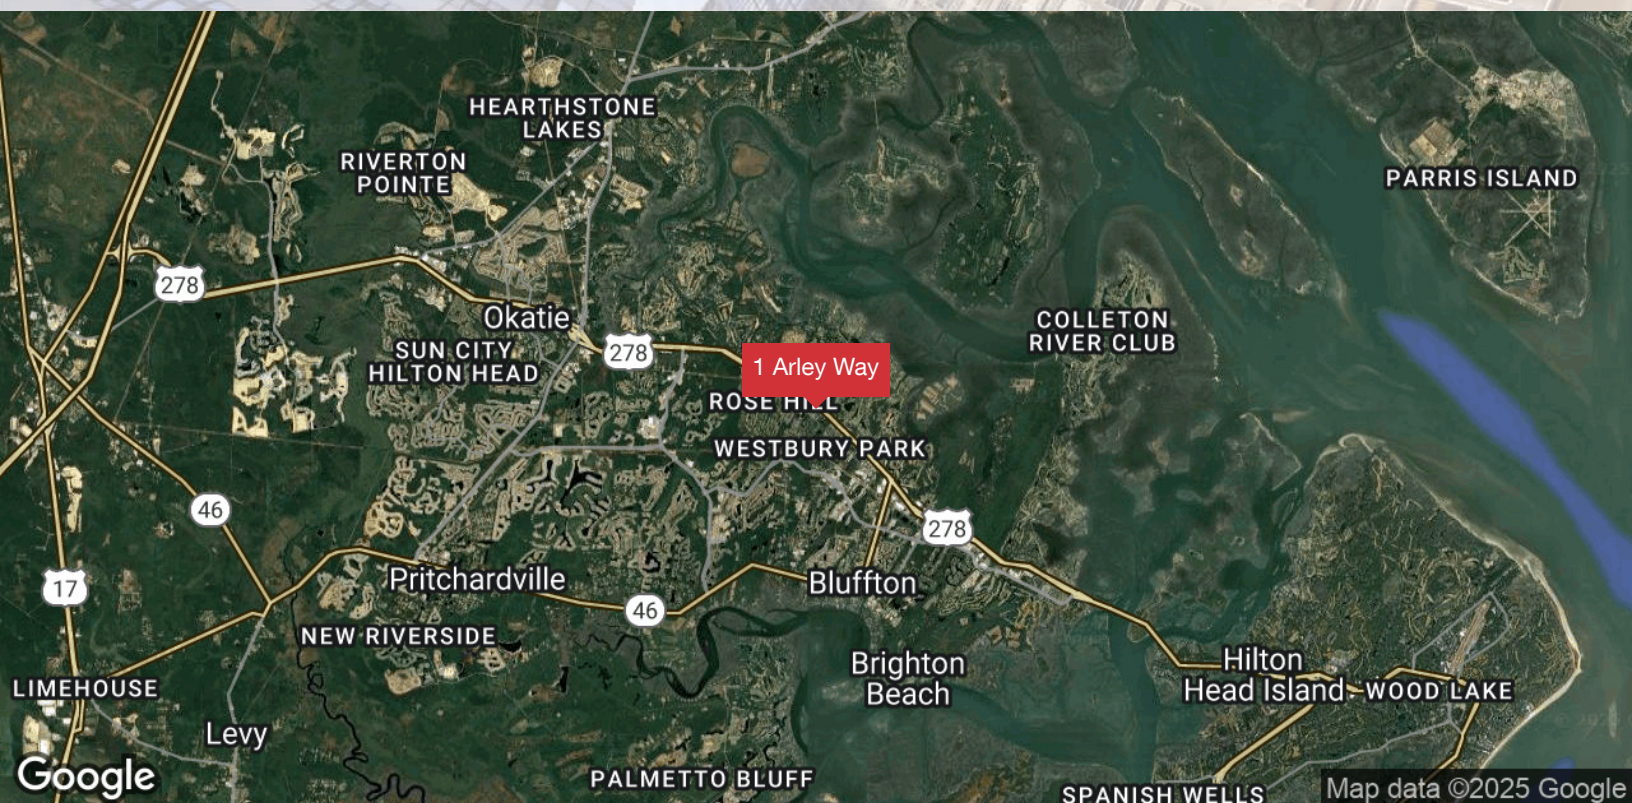 HEARTHSTONE
LAKES
RIVERTON
POINTE
PARRIS ISLAND
278
Okatie
278
COLLETON
RIVER CLUB
SUN CITY
HILTON HEAD
1 Arley Way
ROSE HILL
WESTBURY PARK
46
278
17
Pritchardville
Bluffton
46
NEW RIVERSIDE
Brighton
Beach
Hilton
Head Island
WOOD LAKE
LIMEHOUSE
Levy
Google
PALMETTO BLUFF
SPANISH WELLS
Map data ©2025 Google